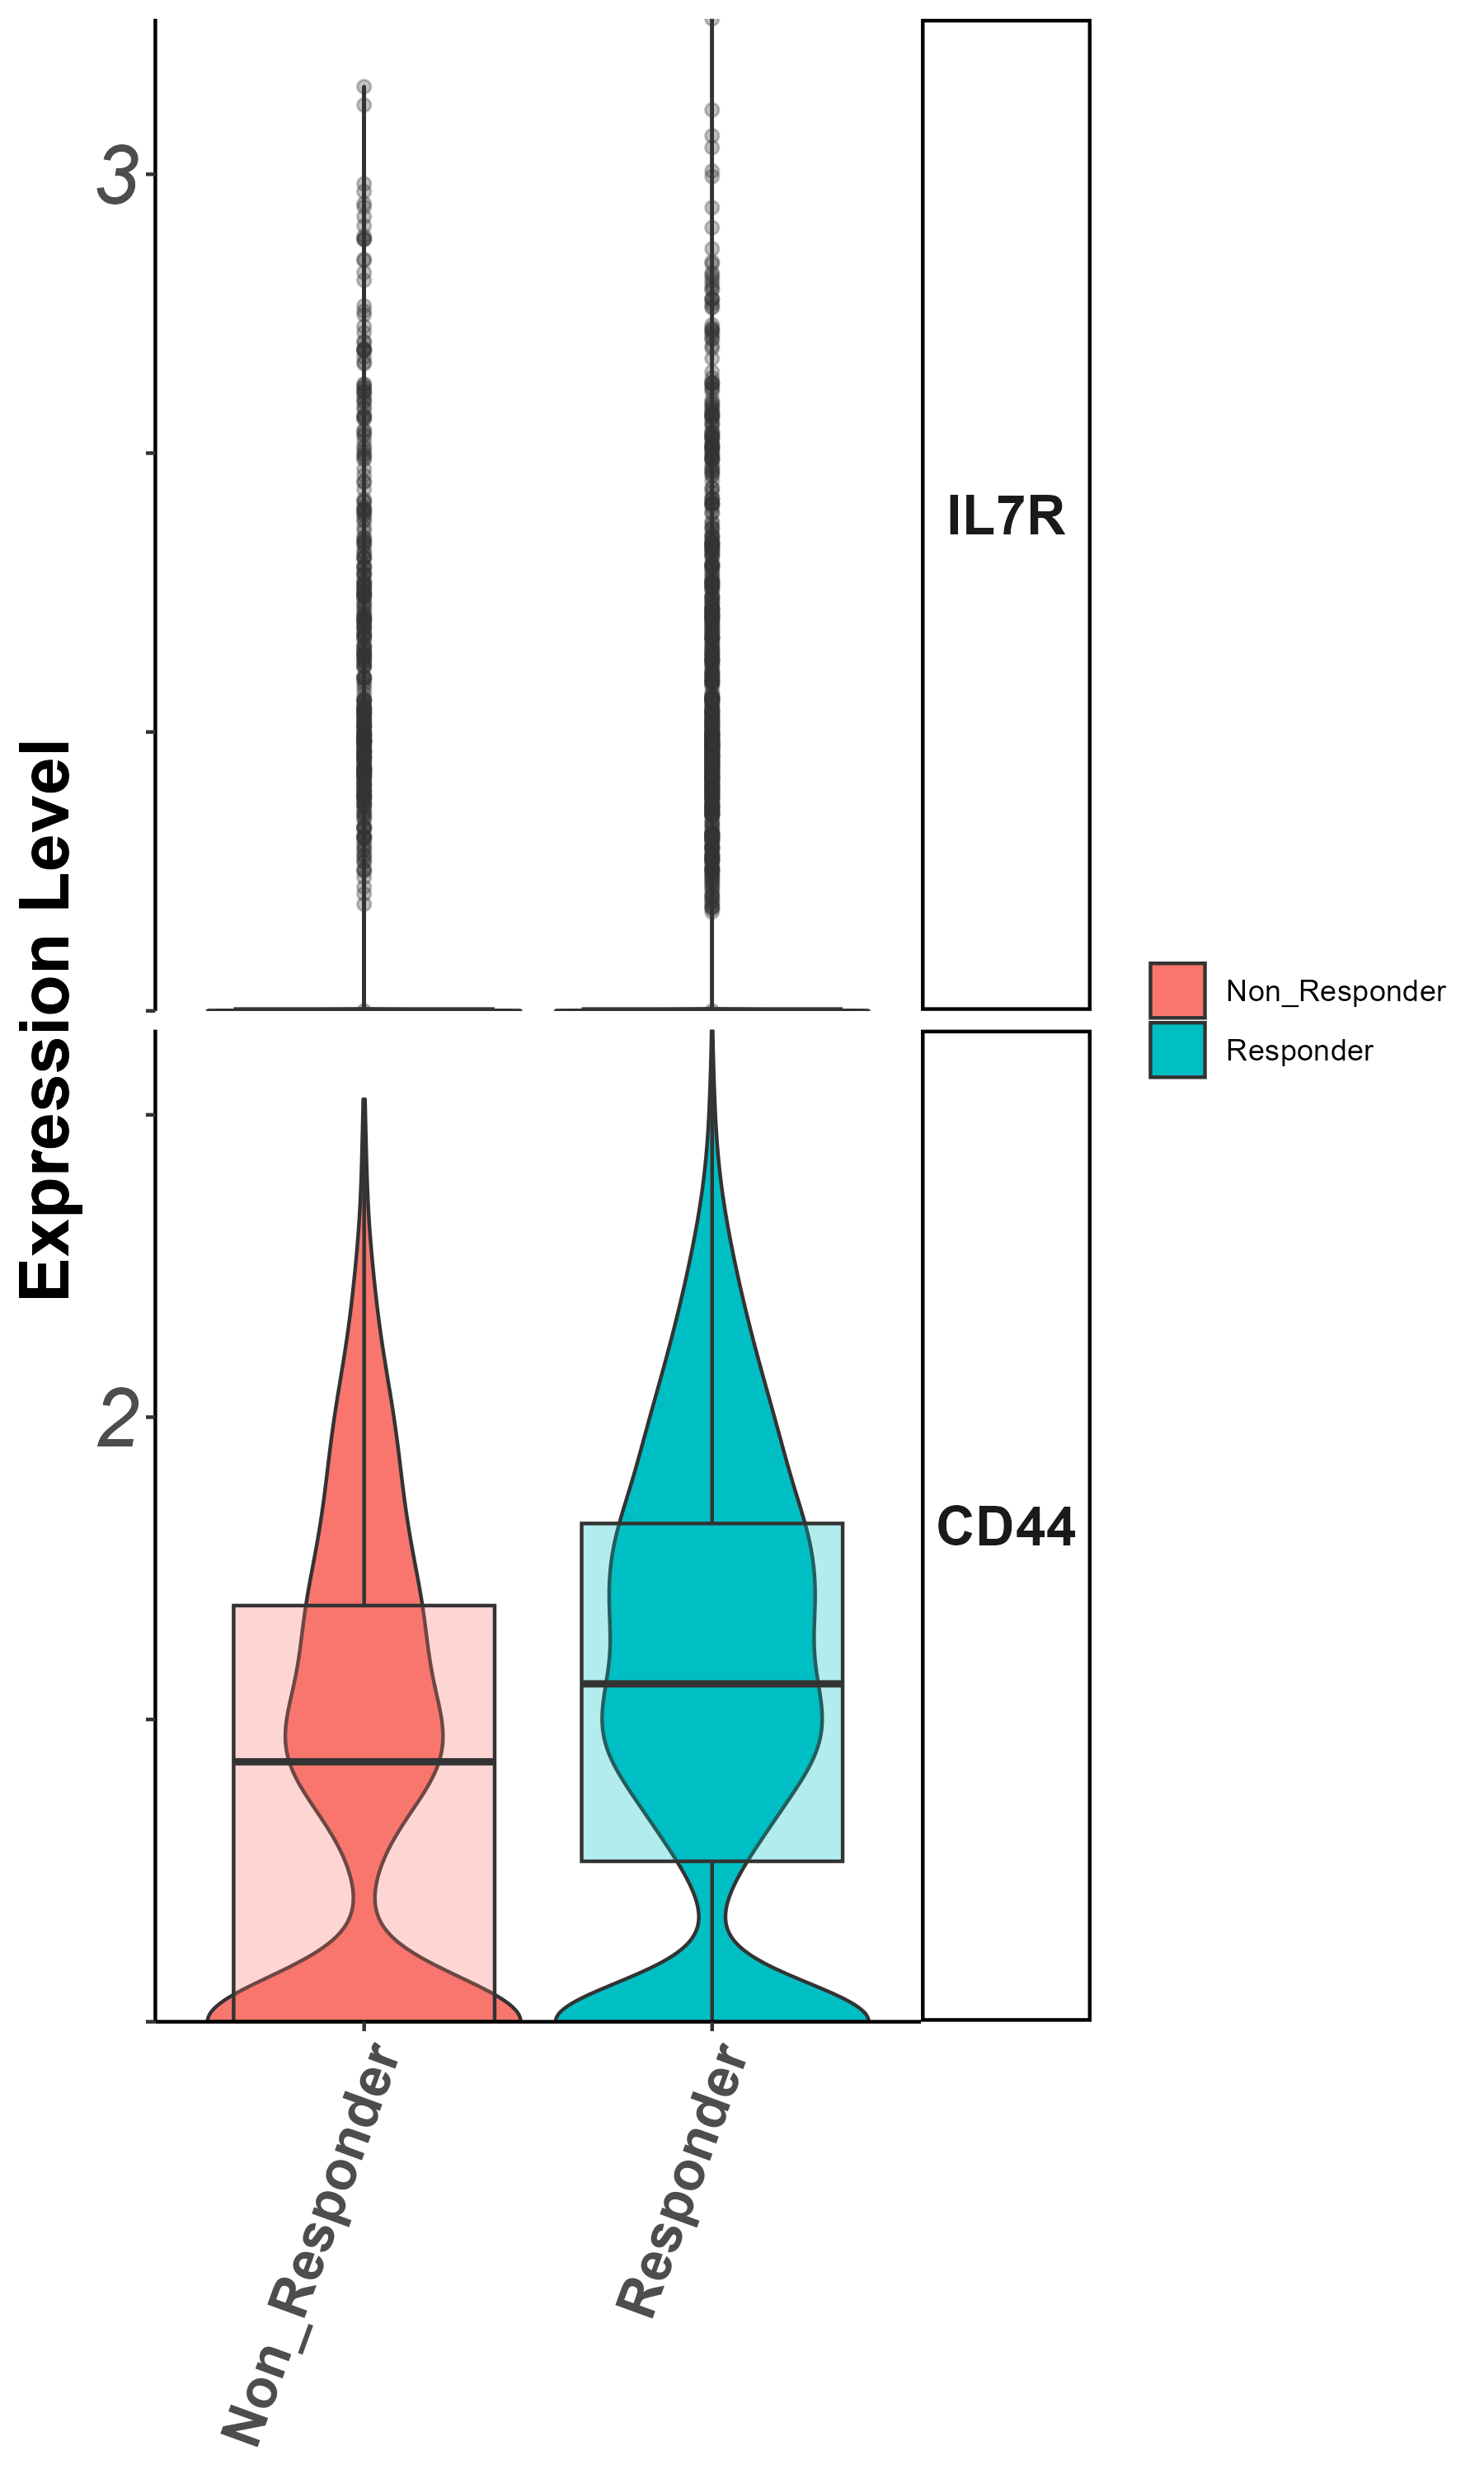 Expression Level
3
IL7R
Non_Responder
Responder
2
CD44
Non_Responder
Responder